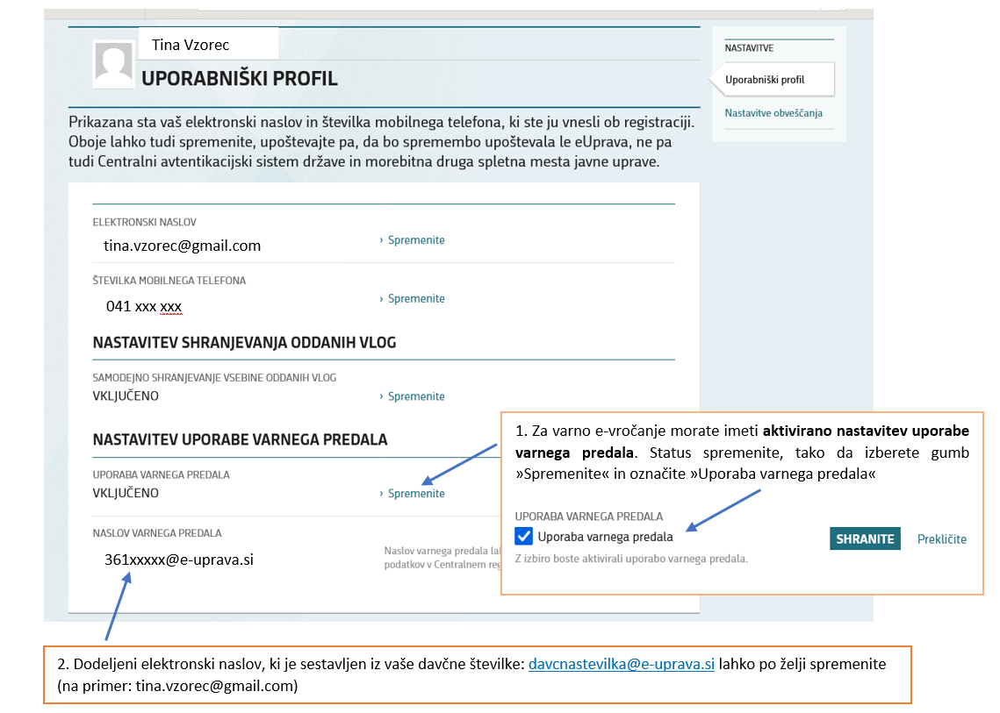 Tina Vzorec
UPORABNIŠKI PROFIL
Prikazana sta vaš elektronski naslov in številka mobilnega telefona, ki ste ju vnesli ob registraciji.
Oboje lahko tudi spremenite, upoštevajte pa, da bo spremembo upoštevala le eUprava, ne pa
tudi Centralni avtentikacijski sistem države in morebitna druga spletna mesta javne uprave.
NASTAVITVE
Uporabniški profil
Nastavitve obveščanja
ELEKTRONSKI NASLOV
tina.vzorec@gmail.com
› Spremenite
ŠTEVILKA MOBILNEGA TELEFONA
041 xxx xxx
› Spremenite
NASTAVITEV SHRANJEVANJA ODDANIH VLOG
SAMODEJNO SHRANJEVANJE VSEBINE ODDANIH VLOG
VKLJUČENO
› Spremenite
NASTAVITEV UPORABE VARNEGA PREDALA
UPORABA VARNEGA PREDALA
VKLJUČENO
› Spremenite
NASLOV VARNEGA PREDALA
361xxxxx@e-uprava.si
Naslov varnega predala
podatkov v Centralnem
1. Za varno e-vročanje morate imeti aktivirano nastavitev uporabe
varnega predala. Status spremenite, tako da izberete gumb
»Spremenite« in označite »Uporaba varnega predala«
UPORABA VARNEGA PREDALA
Uporaba varnega predala
Z izbiro boste aktivirali uporabo varnega predala.
SHRANITE
Prekličite
2. Dodeljeni elektronski naslov, ki je sestavljen iz vaše davčne številke: davcnastevilka@e-uprava.si lahko po želji spremenite
(na primer: tina.vzorec@gmail.com)